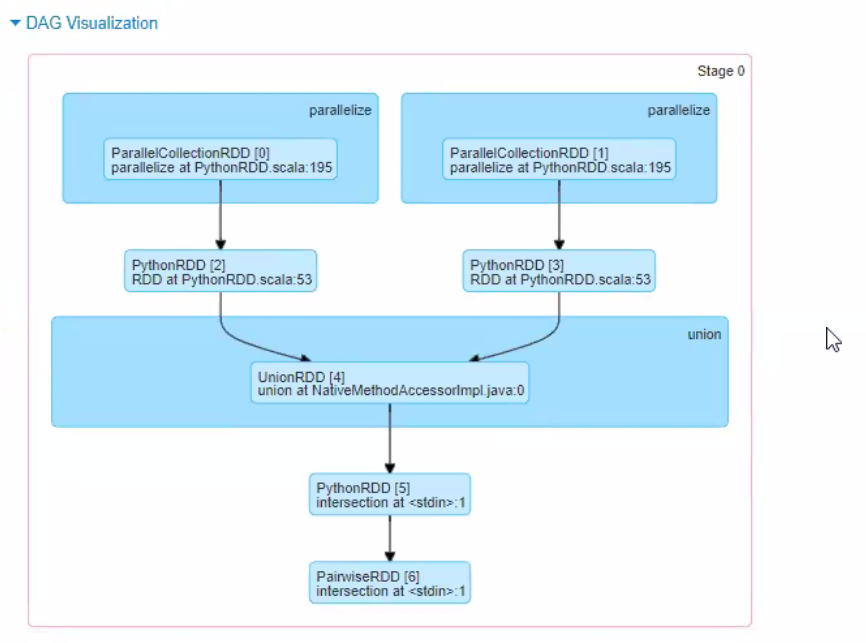 DAG Visualization
Stage 0
parallelize
parallelize
ParallelCollectionRDD [0]
parallelize at PythonRDD.scala:195
ParallelCollectionRDD [1]
parallelize at PythonRDD.scala:195
PythonRDD [2]
RDD at PythonRDD.scala:53
PythonRDD [3]
RDD at PythonRDD.scala:53
union
UnionRDD [4]
union at NativeMethodAccessorImpl.java:0
PythonRDD [5]
intersection at <stdin>:1
PairwiseRDD [6]
intersection at <stdin>:1